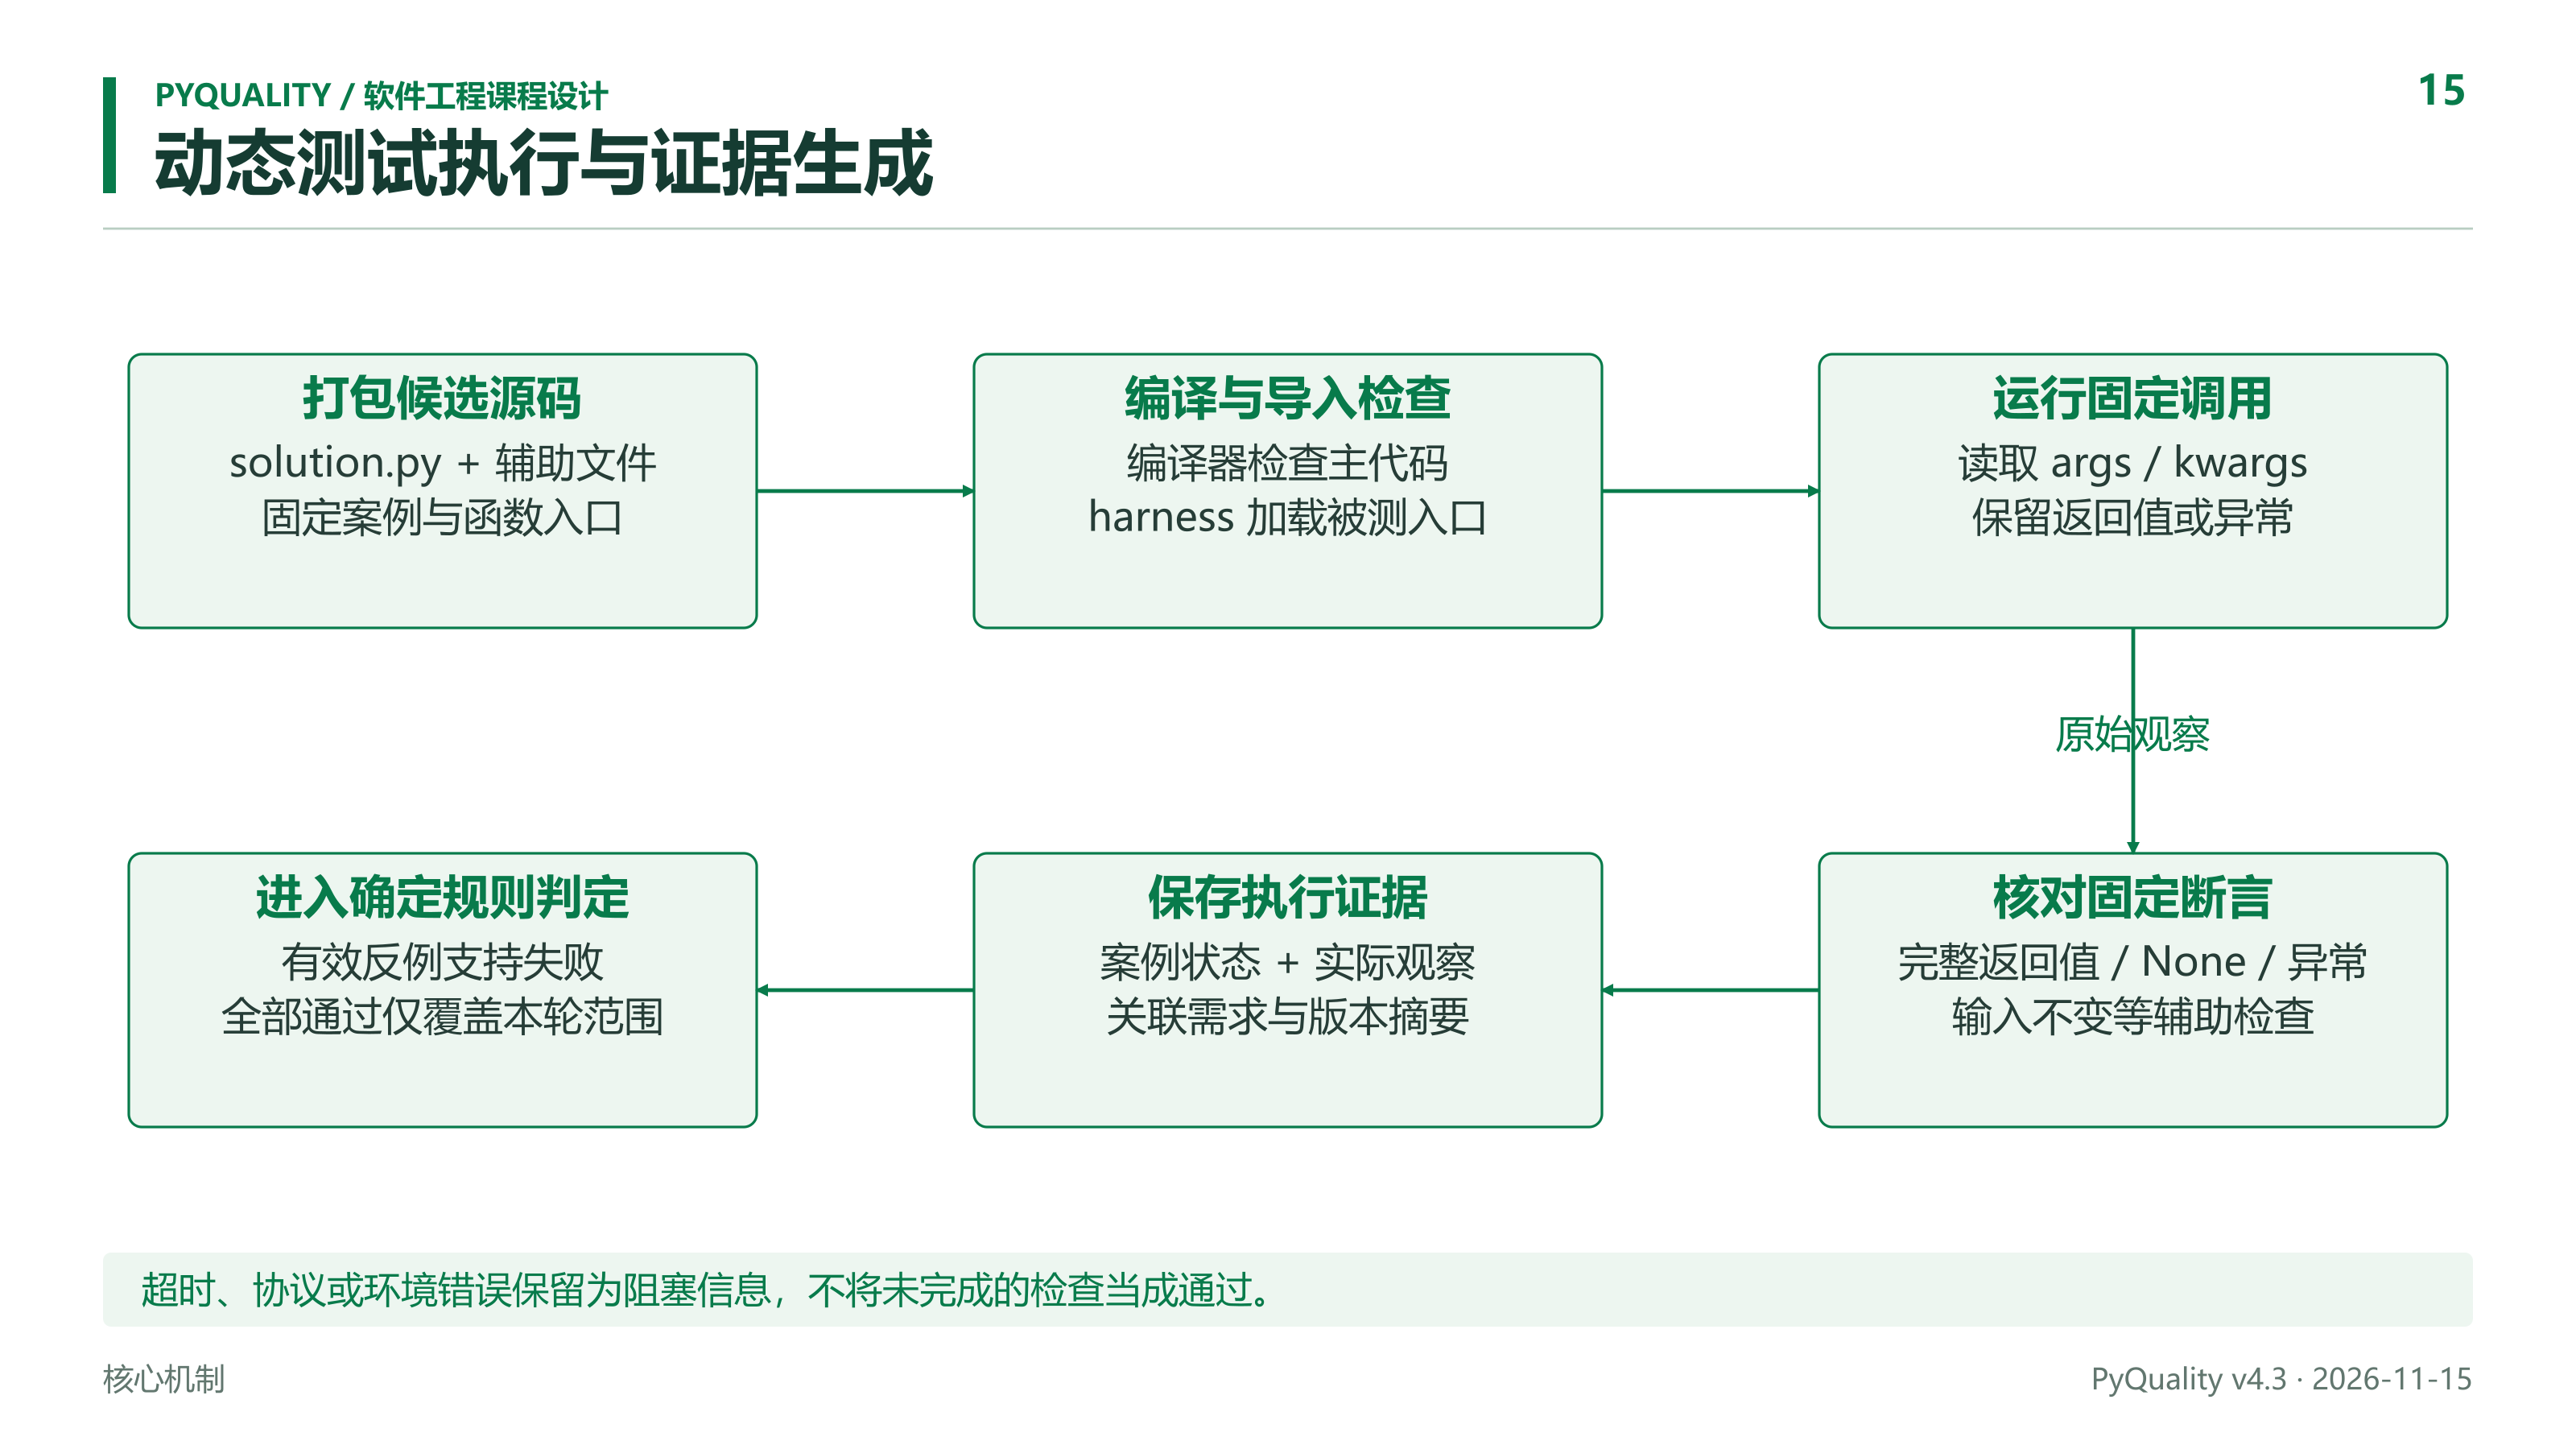 PYQUALITY / 软件工程课程设计
15
动态测试执行与证据生成
打包候选源码
solution.py + 辅助文件
固定案例与函数入口
编译与导入检查
编译器检查主代码
harness 加载被测入口
运行固定调用
读取 args / kwargs
保留返回值或异常
原始观察
进入确定规则判定
有效反例支持失败
全部通过仅覆盖本轮范围
保存执行证据
案例状态 + 实际观察
关联需求与版本摘要
核对固定断言
完整返回值 / None / 异常
输入不变等辅助检查
超时、协议或环境错误保留为阻塞信息，不将未完成的检查当成通过。
核心机制
PyQuality v4.3 · 2026-11-15